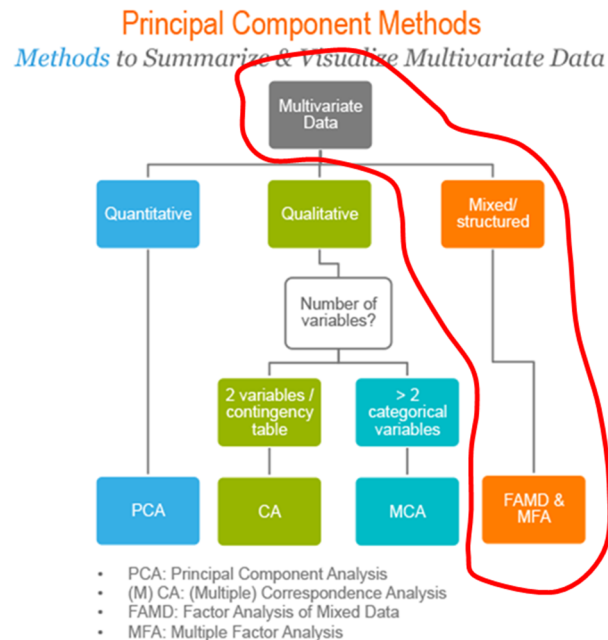 Principal Component Methods
Methods to Summarize & Visualize Multivariate Data
Multivariate
Data
Quantitative
Qualitative
Mixed/
structured
Number of
variables?
2 variables /
contingency
table
> 2
categorical
variables
PCA
CA
MCA
FAMD &
MFA
• PCA: Principal Component Analysis
• (M) CA: (Multiple) Correspondence Analysis
• FAMD: Factor Analysis of Mixed Data
• MFA: Multiple Factor Analysis